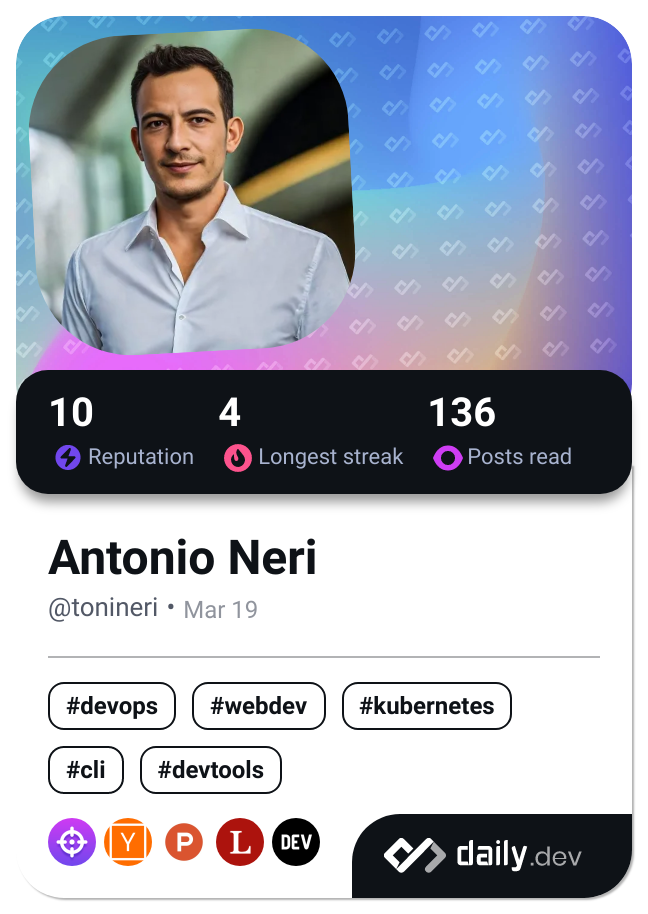 10 4 136
Reputation Longest streak Posts read
Antonio Neri
@tonineri • Mar 19
#devops #webdev #kubernetes
#cli #devtools
Y P L DEV
daily.dev